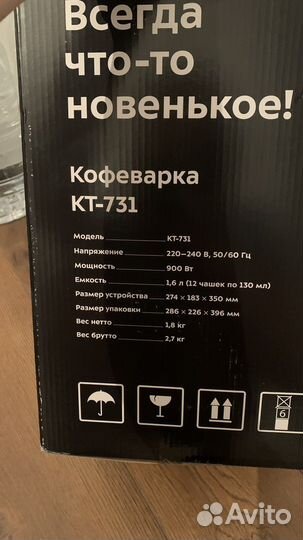 Всегда
что-то
новенькое!
Кофеварка
KT-731
Модель KT-731
Напряжение 220–240 В, 50/60 Гц
Мощность 900 Вт
Емкость 1,6 л (12 чашек по 130 мл)
Размер устройства 274 × 183 × 350 мм
Размер упаковки 286 × 226 × 396 мм
Вес нетто 1,8 kг
Вес брутто 2,7 kг
6
Avito